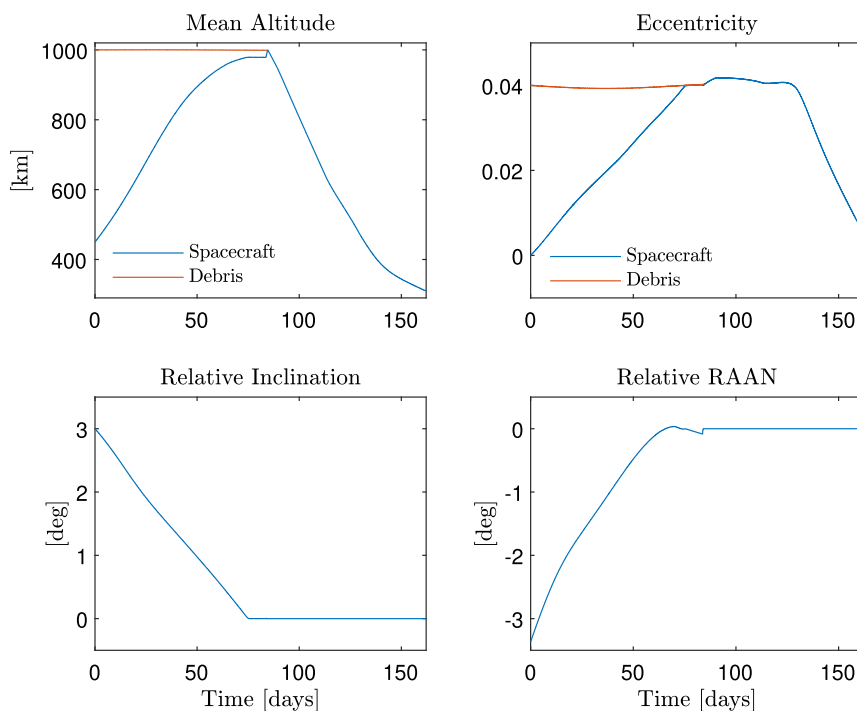 Mean Altitude
1000
800
600
400
[km]
Spacecraft
Debris
0 50 100 150
Eccentricity
0.04
0.02
0
Spacecraft
Debris
0 50 100 150
Relative Inclination
3
2
1
0
[deg]
0 50 100 150
Time [days]
Relative RAAN
0
-1
-2
-3
[deg]
0 50 100 150
Time [days]